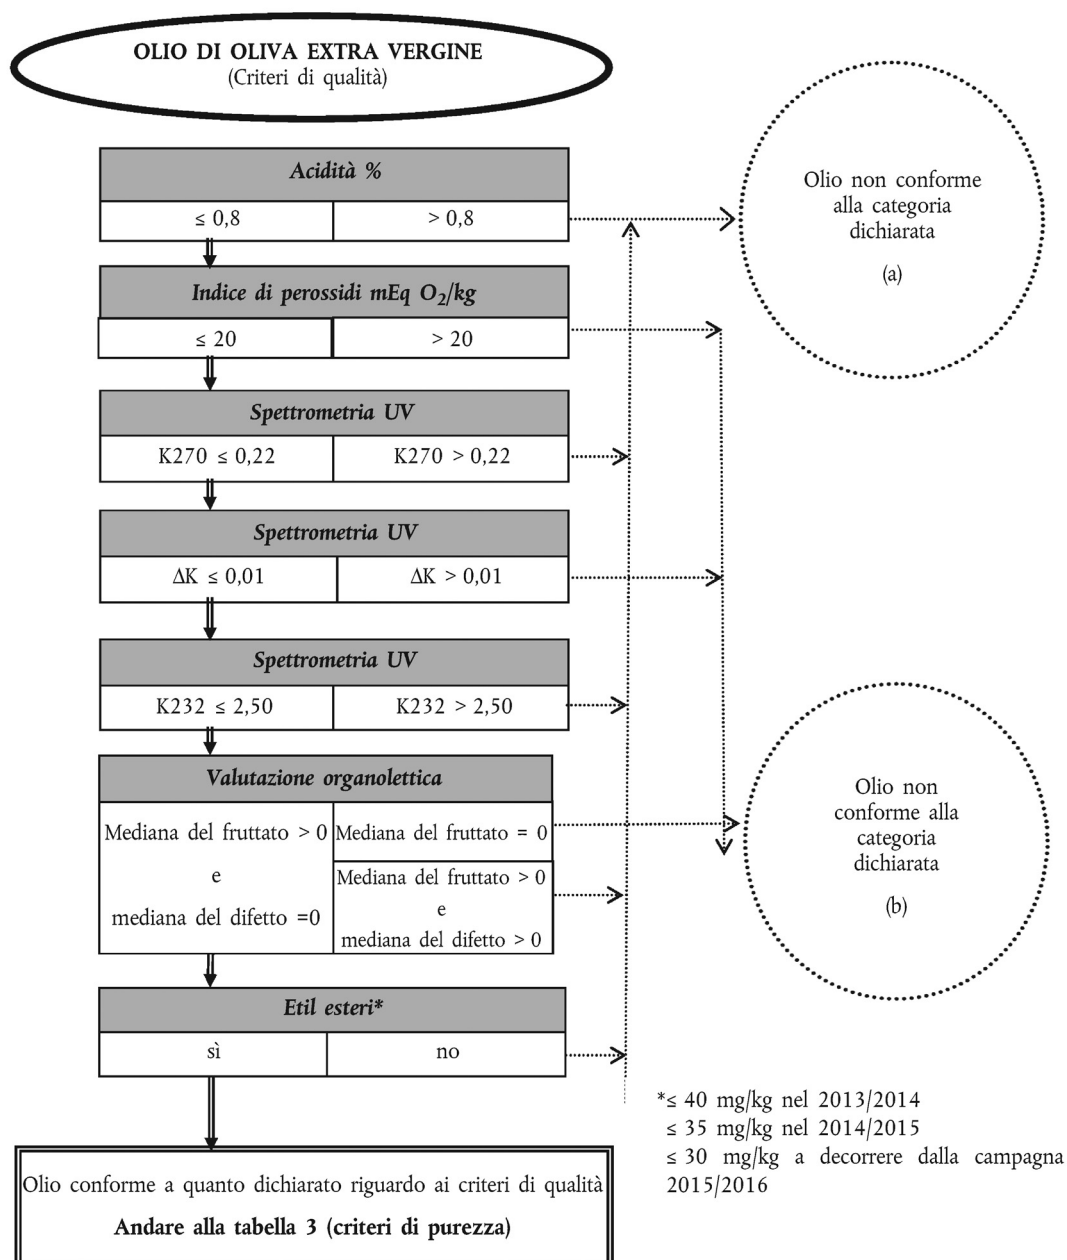 OLIO DI OLIVA EXTRA VERGINE
(Criteri di qualità)
Acidità %
≤ 0,8
> 0,8
Olio non conforme
alla categoria
dichiarata
(a)
Indice di perossidi mEq O₂/kg
≤ 20
> 20
Spettrometria UV
K270 ≤ 0,22
K270 > 0,22
Spettrometria UV
ΔK ≤ 0,01
ΔK > 0,01
Spettrometria UV
K232 ≤ 2,50
K232 > 2,50
Valutazione organolettica
Mediana del fruttato > 0
e
mediana del difetto =0
Mediana del fruttato = 0
Mediana del fruttato > 0
e
mediana del difetto > 0
Olio non
conforme alla
categoria
dichiarata
(b)
Etil esteri*
sì
no
*≤ 40 mg/kg nel 2013/2014
≤ 35 mg/kg nel 2014/2015
≤ 30 mg/kg a decorrere dalla campagna
2015/2016
Olio conforme a quanto dichiarato riguardo ai criteri di qualità
Andare alla tabella 3 (criteri di purezza)